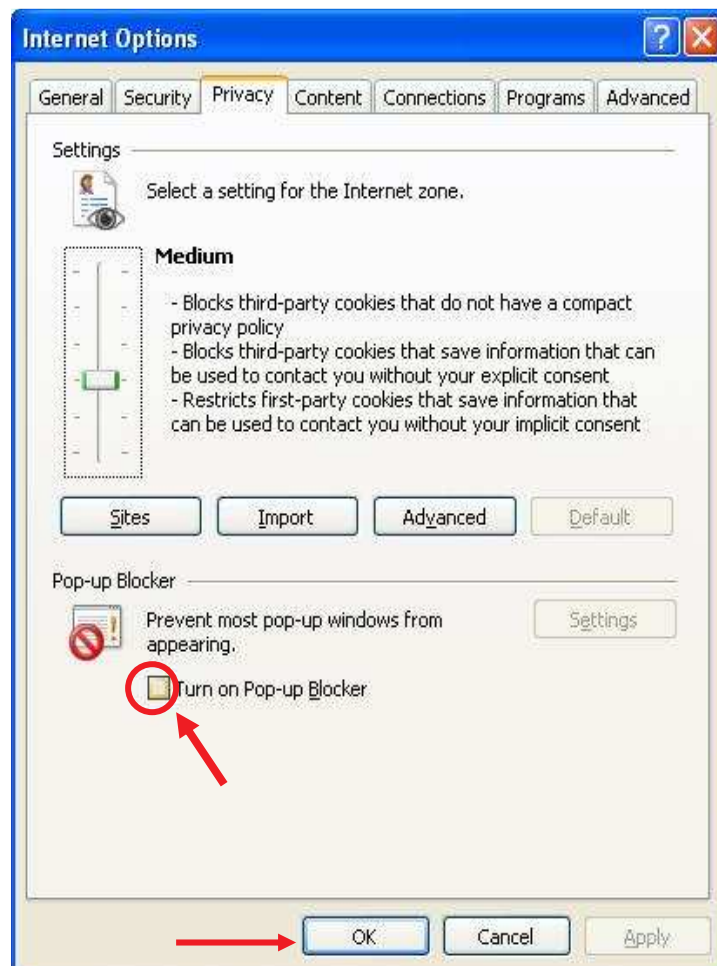 Internet Options
General Security Privacy Content Connections Programs Advanced
Settings
Select a setting for the Internet zone.
Medium
- Blocks third-party cookies that do not have a compact
privacy policy
- Blocks third-party cookies that save information that can
be used to contact you without your explicit consent
- Restricts first-party cookies that save information that
can be used to contact you without your implicit consent
Sites Import Advanced Default
Pop-up Blocker
Prevent most pop-up windows from
appearing.
Settings
Turn on Pop-up Blocker
OK Cancel Apply